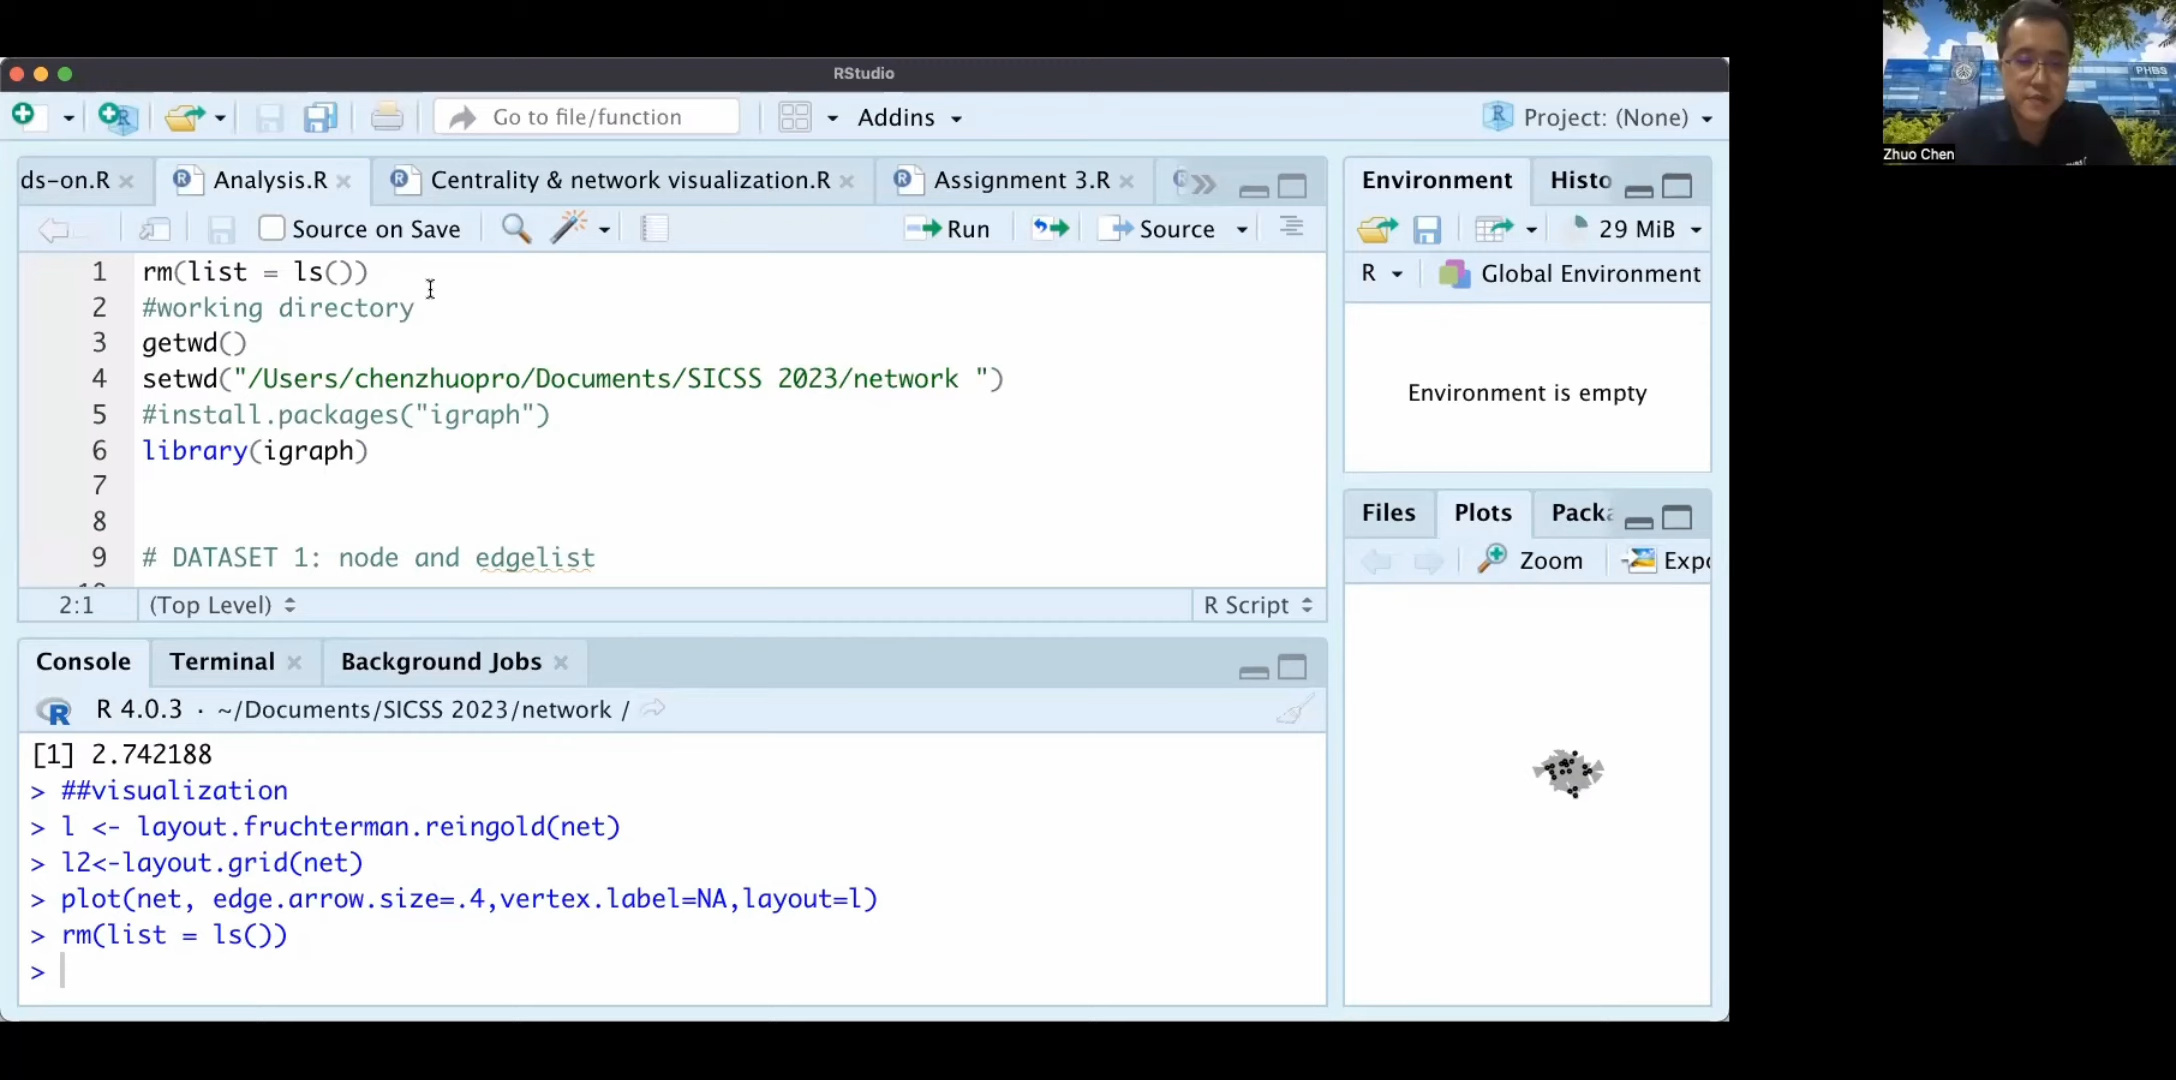 RStudio
Go to file/function
Addins
Project: (None)
ds-on.R
Analysis.R
Centrality & network visualization.R
Assignment 3.R
Source on Save
Run
Source
1 rm(list = ls())
2 #working directory
3 getwd()
4 setwd("/Users/chenzhuopro/Documents/SICSS 2023/network ")
5 #install.packages("igraph")
6 library(igraph)
7
8
9 # DATASET 1: node and edgelist
2:1 (Top Level)
R Script
Console
Terminal
Background Jobs
R 4.0.3 · ~/Documents/SICSS 2023/network /
[1] 2.742188
> ##visualization
> l <- layout.fruchterman.reingold(net)
> l2<-layout.grid(net)
> plot(net, edge.arrow.size=.4,vertex.label=NA,layout=l)
> rm(list = ls())
>
Environment
Histo
29 MiB
R
Global Environment
Environment is empty
Files
Plots
Packa
Zoom
Expo
PHBS
Zhuo Chen